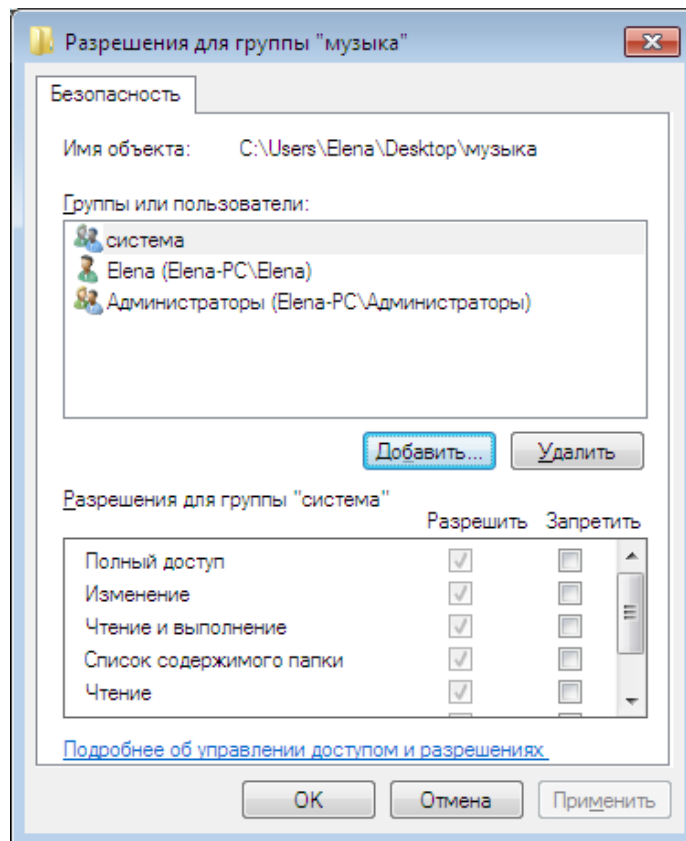 Разрешения для группы "музыка"
Безопасность
Имя объекта: C:\Users\Elena\Desktop\музыка
Группы или пользователи:
система
Elena (Elena-PC\Elena)
Администраторы (Elena-PC\Администраторы)
Добавить... Удалить
Разрешения для группы "система"
Разрешить Запретить
Полный доступ
Изменение
Чтение и выполнение
Список содержимого папки
Чтение
Подробнее об управлении доступом и разрешениях
ОК Отмена Применить